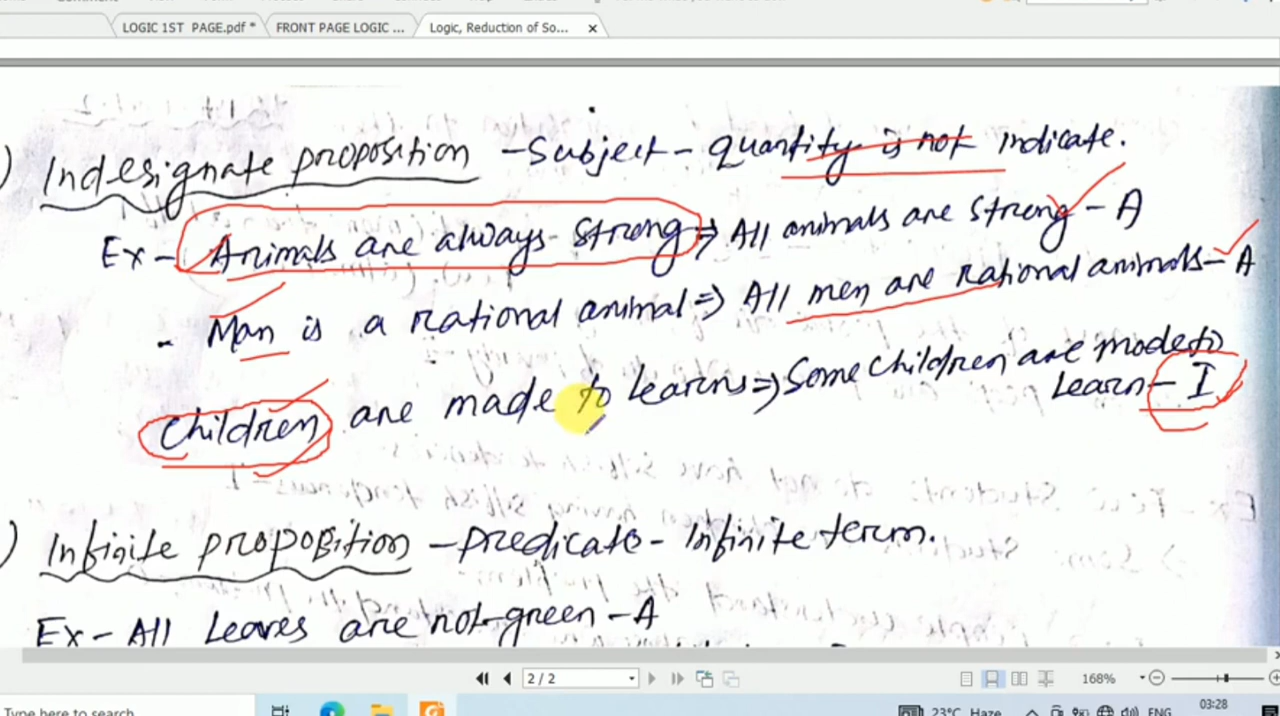 LOGIC 1ST PAGE.pdf *
FRONT PAGE LOGIC ...
Logic, Reduction of So...
) Indesignate proposition - Subject - quantity is not indicate.
Ex - Animals are always strong ⇒ All animals are strong - A
- Man is a rational animal ⇒ All men are rational animals - A
Children are made to learns ⇒ Some children are mode to
Learn - I
) Infinite proposition - predicate - Infinite term.
Ex - All Leaves are not-green - A
2 / 2
168%
Type here to search
23°C Haze
ENG
03:28